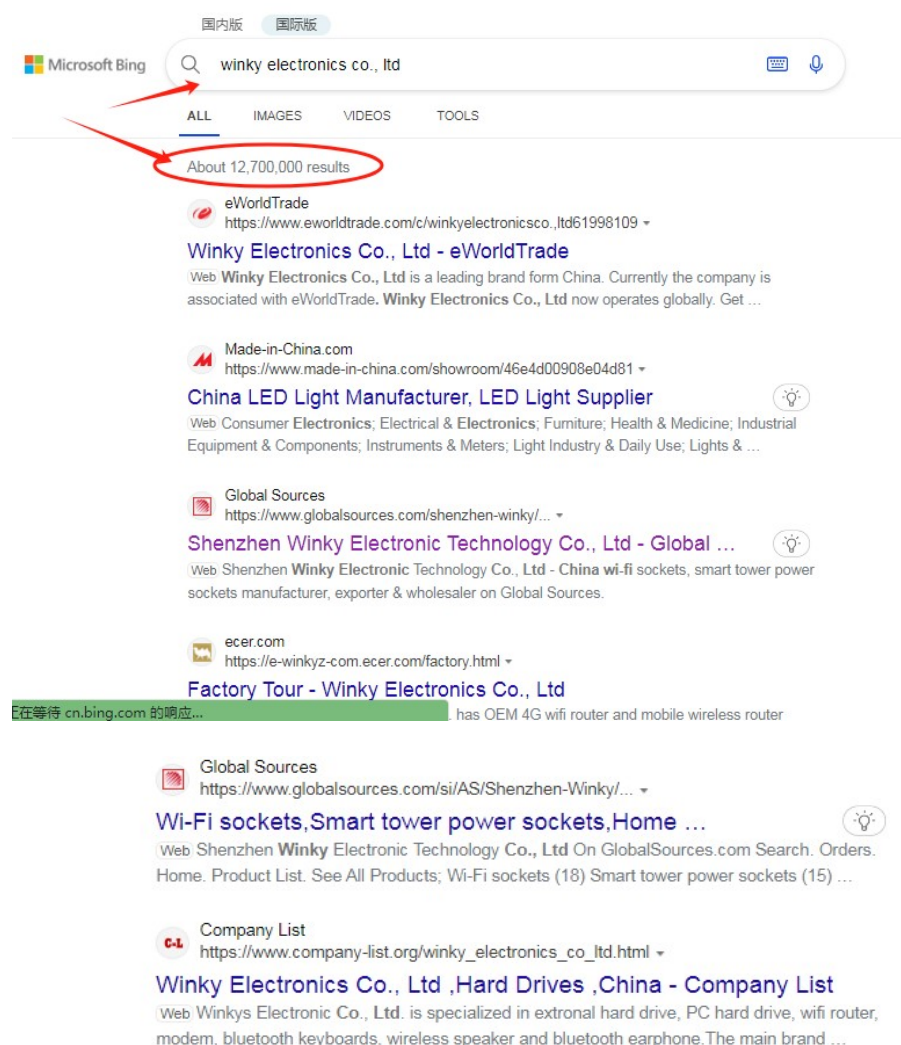 国内版 国际版
Microsoft Bing
winky electronics co., ltd
ALL IMAGES VIDEOS TOOLS
About 12,700,000 results
eWorldTrade
https://www.eworldtrade.com/c/winkyelectronicsco.,ltd61998109
Winky Electronics Co., Ltd - eWorldTrade
Web Winky Electronics Co., Ltd is a leading brand form China. Currently the company is
associated with eWorldTrade. Winky Electronics Co., Ltd now operates globally. Get ...
Made-in-China.com
https://www.made-in-china.com/showroom/46e4d00908e04d81
China LED Light Manufacturer, LED Light Supplier
Web Consumer Electronics; Electrical & Electronics; Furniture; Health & Medicine; Industrial
Equipment & Components; Instruments & Meters; Light Industry & Daily Use; Lights & ...
Global Sources
https://www.globalsources.com/shenzhen-winky/...
Shenzhen Winky Electronic Technology Co., Ltd - Global ...
Web Shenzhen Winky Electronic Technology Co., Ltd - China wi-fi sockets, smart tower power
sockets manufacturer, exporter & wholesaler on Global Sources.
ecer.com
https://e-winkyz-com.ecer.com/factory.html
Factory Tour - Winky Electronics Co., Ltd
正在等待 cn.bing.com 的响应... . has OEM 4G wifi router and mobile wireless router
Global Sources
https://www.globalsources.com/si/AS/Shenzhen-Winky/...
Wi-Fi sockets,Smart tower power sockets,Home ...
Web Shenzhen Winky Electronic Technology Co., Ltd On GlobalSources.com Search. Orders.
Home. Product List. See All Products; Wi-Fi sockets (18) Smart tower power sockets (15) ...
C-L
Company List
https://www.company-list.org/winky_electronics_co_ltd.html
Winky Electronics Co., Ltd ,Hard Drives ,China - Company List
Web Winkys Electronic Co., Ltd. is specialized in extronal hard drive, PC hard drive, wifi router,
modem, bluetooth keyboards, wireless speaker and bluetooth earphone.The main brand ...